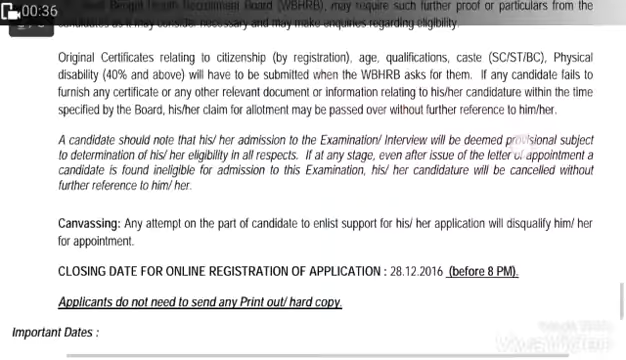 00:36
Bengal Health Recruitment Board (WBHRB), may require such further proof or particulars from the
candidates as it may consider necessary and may make enquiries regarding eligibility.
Original Certificates relating to citizenship (by registration), age, qualifications, caste (SC/ST/BC), Physical
disability (40% and above) will have to be submitted when the WBHRB asks for them. If any candidate fails to
furnish any certificate or any other relevant document or information relating to his/her candidature within the time
specified by the Board, his/her claim for allotment may be passed over without further reference to him/her.
A candidate should note that his/ her admission to the Examination/ Interview will be deemed provisional subject
to determination of his/ her eligibility in all respects. If at any stage, even after issue of the letter of appointment a
candidate is found ineligible for admission to this Examination, his/ her candidature will be cancelled without
further reference to him/ her.
Canvassing: Any attempt on the part of candidate to enlist support for his/ her application will disqualify him/ her
for appointment.
CLOSING DATE FOR ONLINE REGISTRATION OF APPLICATION : 28.12.2016 (before 8 PM).
Applicants do not need to send any Print out/ hard copy.
Important Dates :